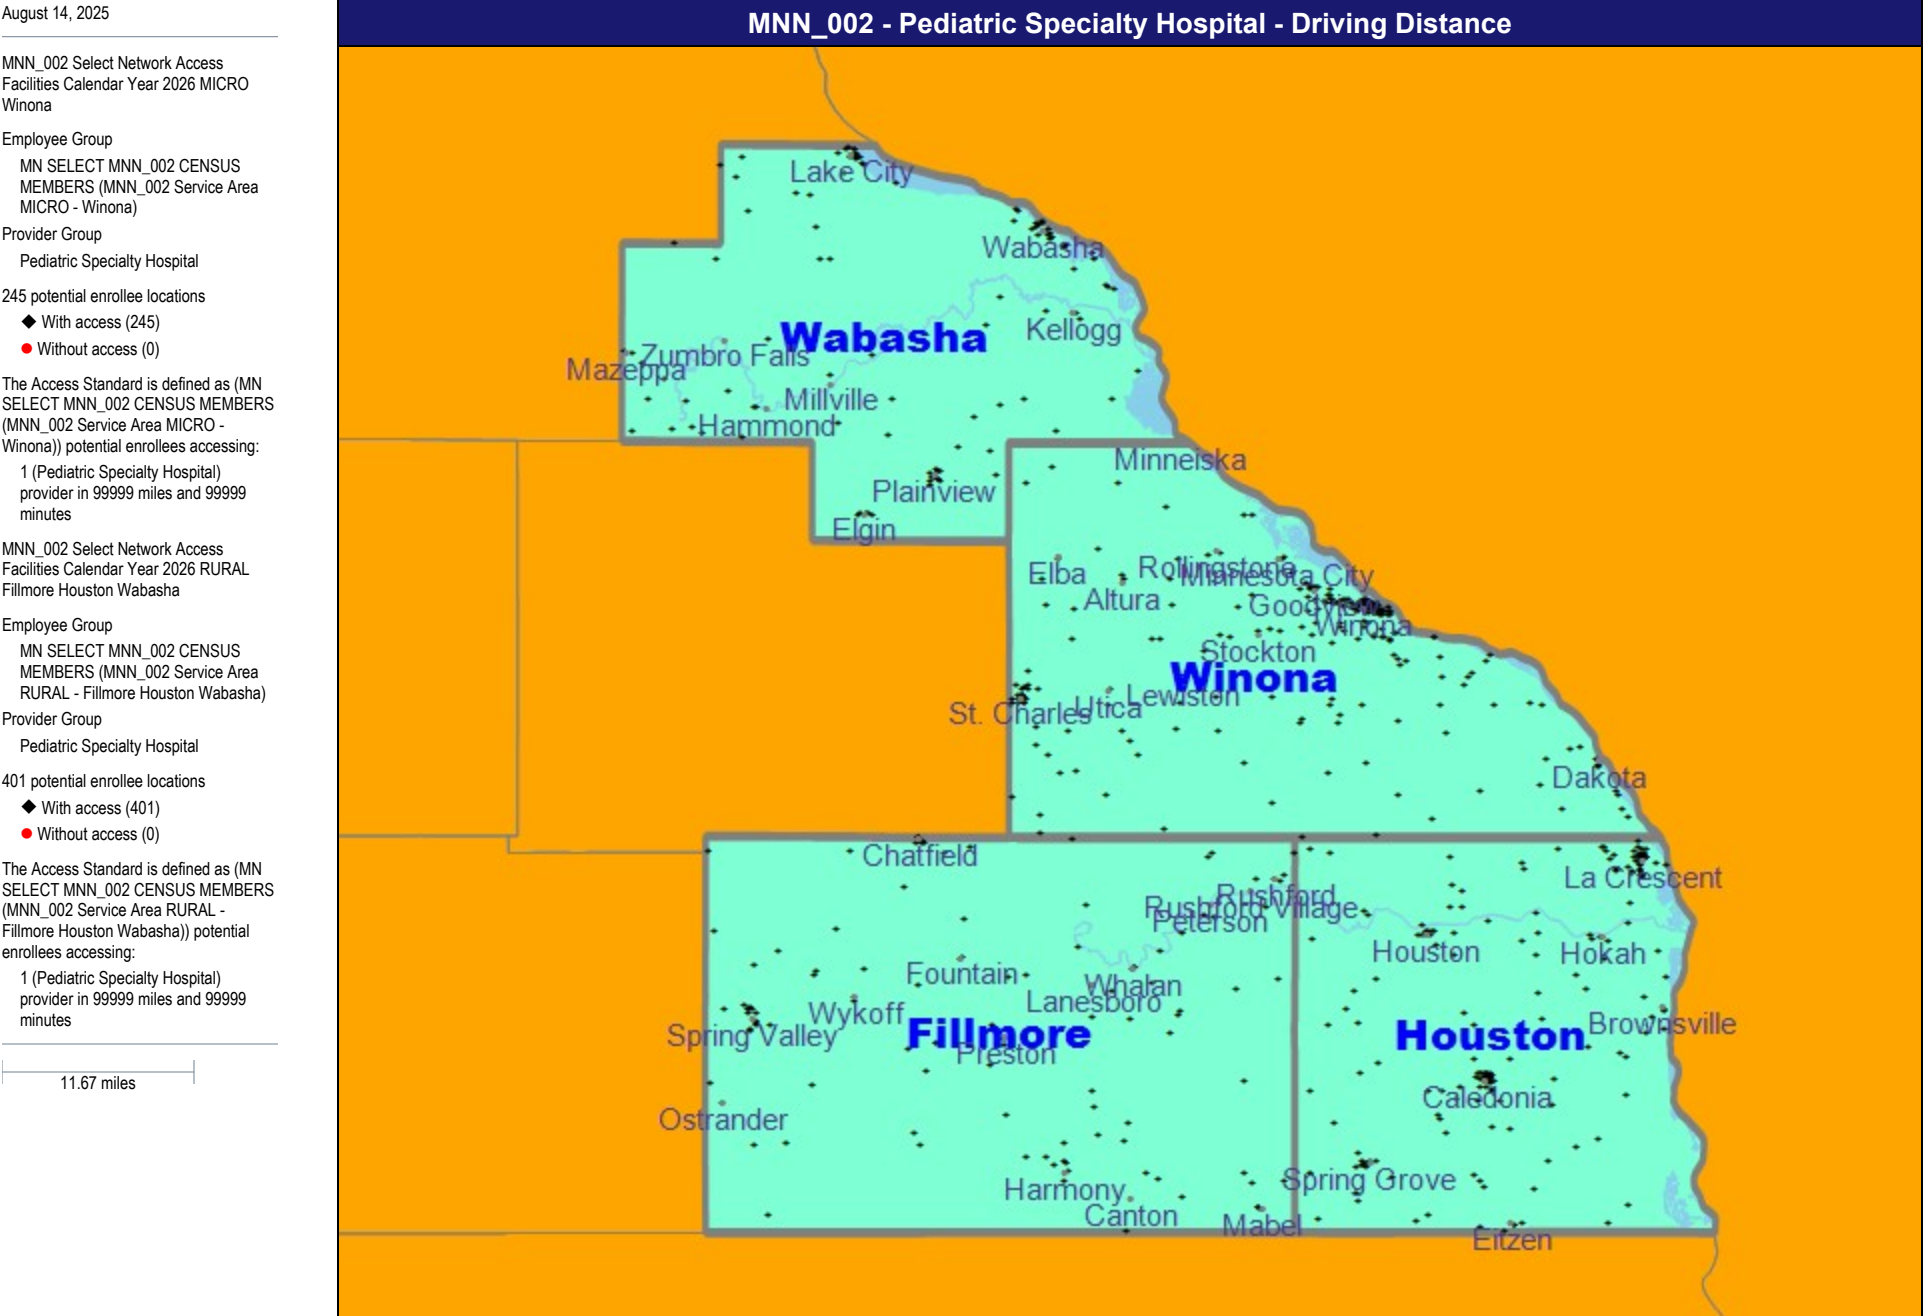 August 14, 2025
MNN_002 - Pediatric Specialty Hospital - Driving Distance
MNN_002 Select Network Access
Facilities Calendar Year 2026 MICRO
Winona
Employee Group
MN SELECT MNN_002 CENSUS
MEMBERS (MNN_002 Service Area
MICRO - Winona)
Provider Group
Pediatric Specialty Hospital
245 potential enrollee locations
With access (245)
Without access (0)
The Access Standard is defined as (MN
SELECT MNN_002 CENSUS MEMBERS
(MNN_002 Service Area MICRO -
Winona)) potential enrollees accessing:
1 (Pediatric Specialty Hospital)
provider in 99999 miles and 99999
minutes
MNN_002 Select Network Access
Facilities Calendar Year 2026 RURAL
Fillmore Houston Wabasha
Employee Group
MN SELECT MNN_002 CENSUS
MEMBERS (MNN_002 Service Area
RURAL - Fillmore Houston Wabasha)
Provider Group
Pediatric Specialty Hospital
401 potential enrollee locations
With access (401)
Without access (0)
The Access Standard is defined as (MN
SELECT MNN_002 CENSUS MEMBERS
(MNN_002 Service Area RURAL -
Fillmore Houston Wabasha)) potential
enrollees accessing:
1 (Pediatric Specialty Hospital)
provider in 99999 miles and 99999
minutes
11.67 miles
Lake City
Wabasha
Kellogg
Wabasha
Zumbro Falls
Mazeppa
Millville
Hammond
Minneiska
Plainview
Elgin
Elba
Rollingstone
Minnesota City
Altura
Goodview
Winona
Stockton
Winona
Lewiston
Utica
St. Charles
Dakota
Chatfield
La Crescent
Rushford
Rushford Village
Peterson
Houston
Hokah
Fountain
Whalan
Lanesboro
Wykoff
Brownsville
Spring Valley
Fillmore
Houston
Preston
Caledonia
Ostrander
Spring Grove
Harmony
Canton
Mabel
Eitzen